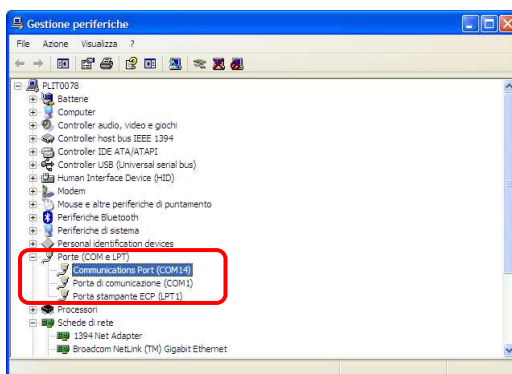 Gestione periferiche
File Azione Visualizza ?
PLIT0078
Batterie
Computer
Controller audio, video e giochi
Controller host bus IEEE 1394
Controller IDE ATA/ATAPI
Controller USB (Universal serial bus)
Human Interface Device (HID)
Modem
Mouse e altre periferiche di puntamento
Periferiche Bluetooth
Periferiche di sistema
Personal identification devices
Porte (COM e LPT)
Communications Port (COM14)
Porta di comunicazione (COM1)
Porta stampante ECP (LPT1)
Processori
Schede di rete
1394 Net Adapter
Broadcom NetLink (TM) Gigabit Ethernet